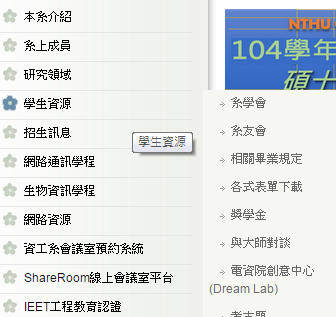 本系介紹
系上成員
研究領域
學生資源
招生訊息
網路通訊學程
生物資訊學程
網路資源
資工系會議室預約系統
ShareRoom線上會議室平台
IEET工程教育認證
學生資源
NTHU
104學年
碩士
系學會
系友會
相關畢業規定
各式表單下載
獎學金
與大師對談
電資院創意中心
(Dream Lab)
考古題